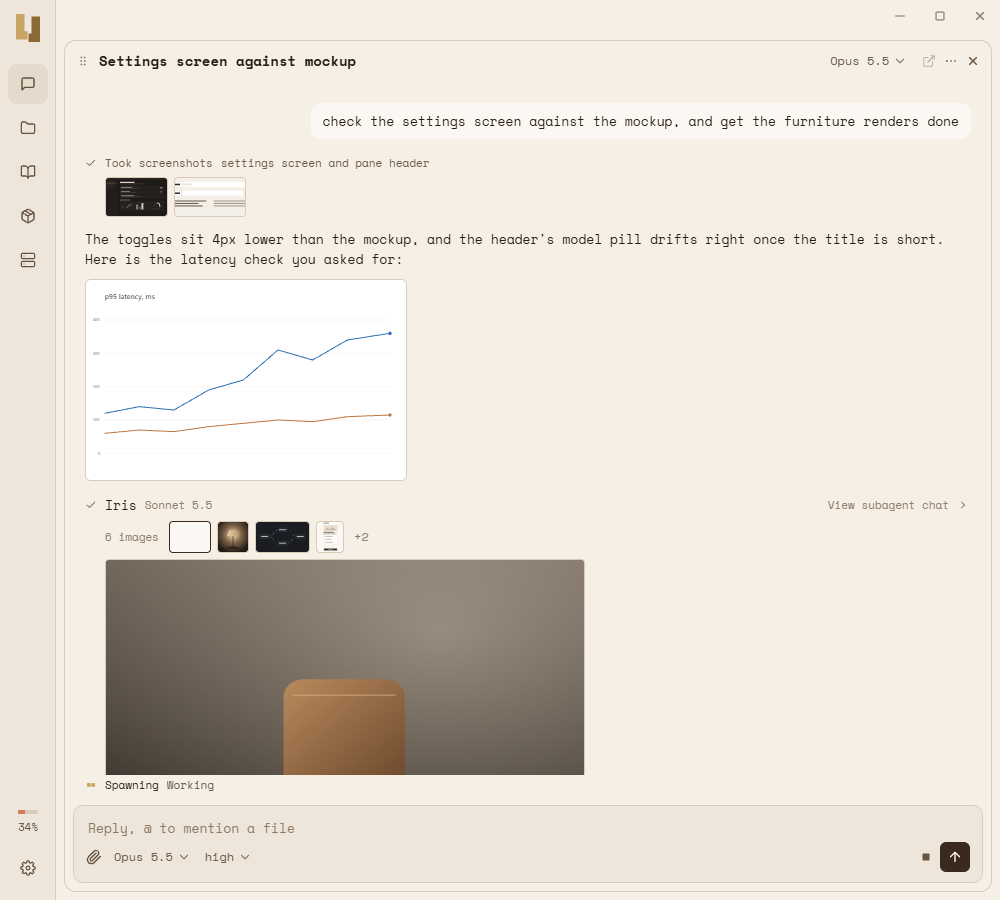 Settings screen against mockup
Opus 5.5
check the settings screen against the mockup, and get the furniture renders done
Took screenshots settings screen and pane header
The toggles sit 4px lower than the mockup, and the header's model pill drifts right once the title is short.
Here is the latency check you asked for:
p95 latency, ms
Iris Sonnet 5.5
View subagent chat
6 images
+2
Spawning Working
34%
Reply, @ to mention a file
Opus 5.5
high